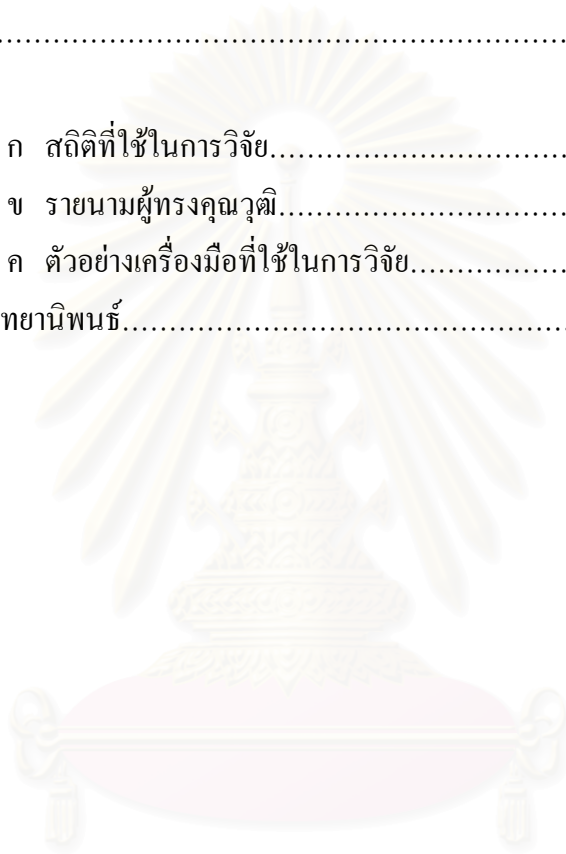 ................................................................
ก สถิติที่ใช้ในการวิจัย................................
ข รายนามผู้ทรงคุณวุฒิ................................
ค ตัวอย่างเครื่องมือที่ใช้ในการวิจัย.................
ทยานิพนธ์................................................